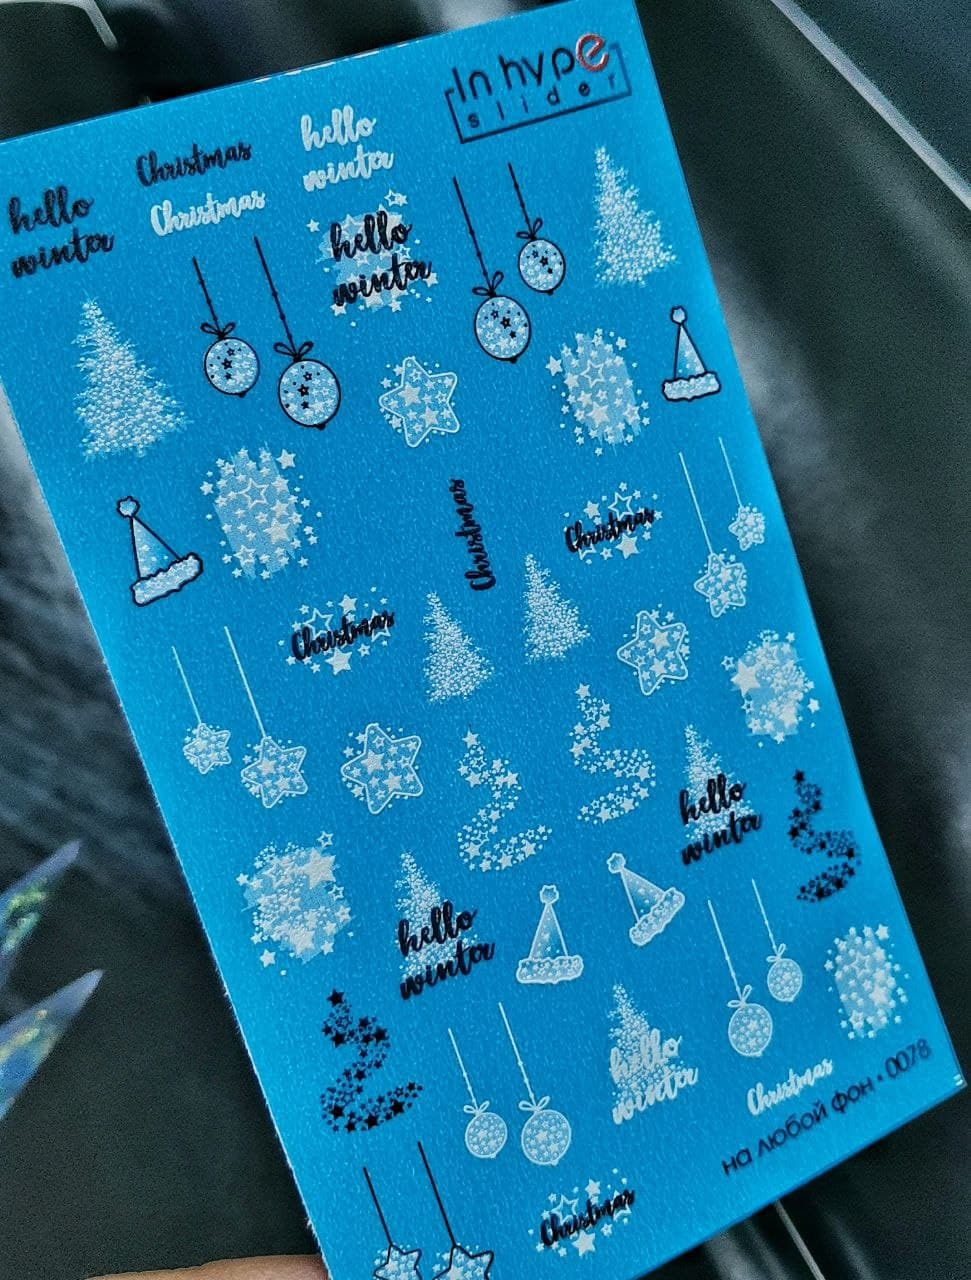 In hype
slider
hello
winter
Christmas
Christmas
hello
winter
hello
winter
Christmas
Christmas
Christmas
hello
winter
hello
winter
hello
winter
Christmas
Christmas
на любой фон • 0078